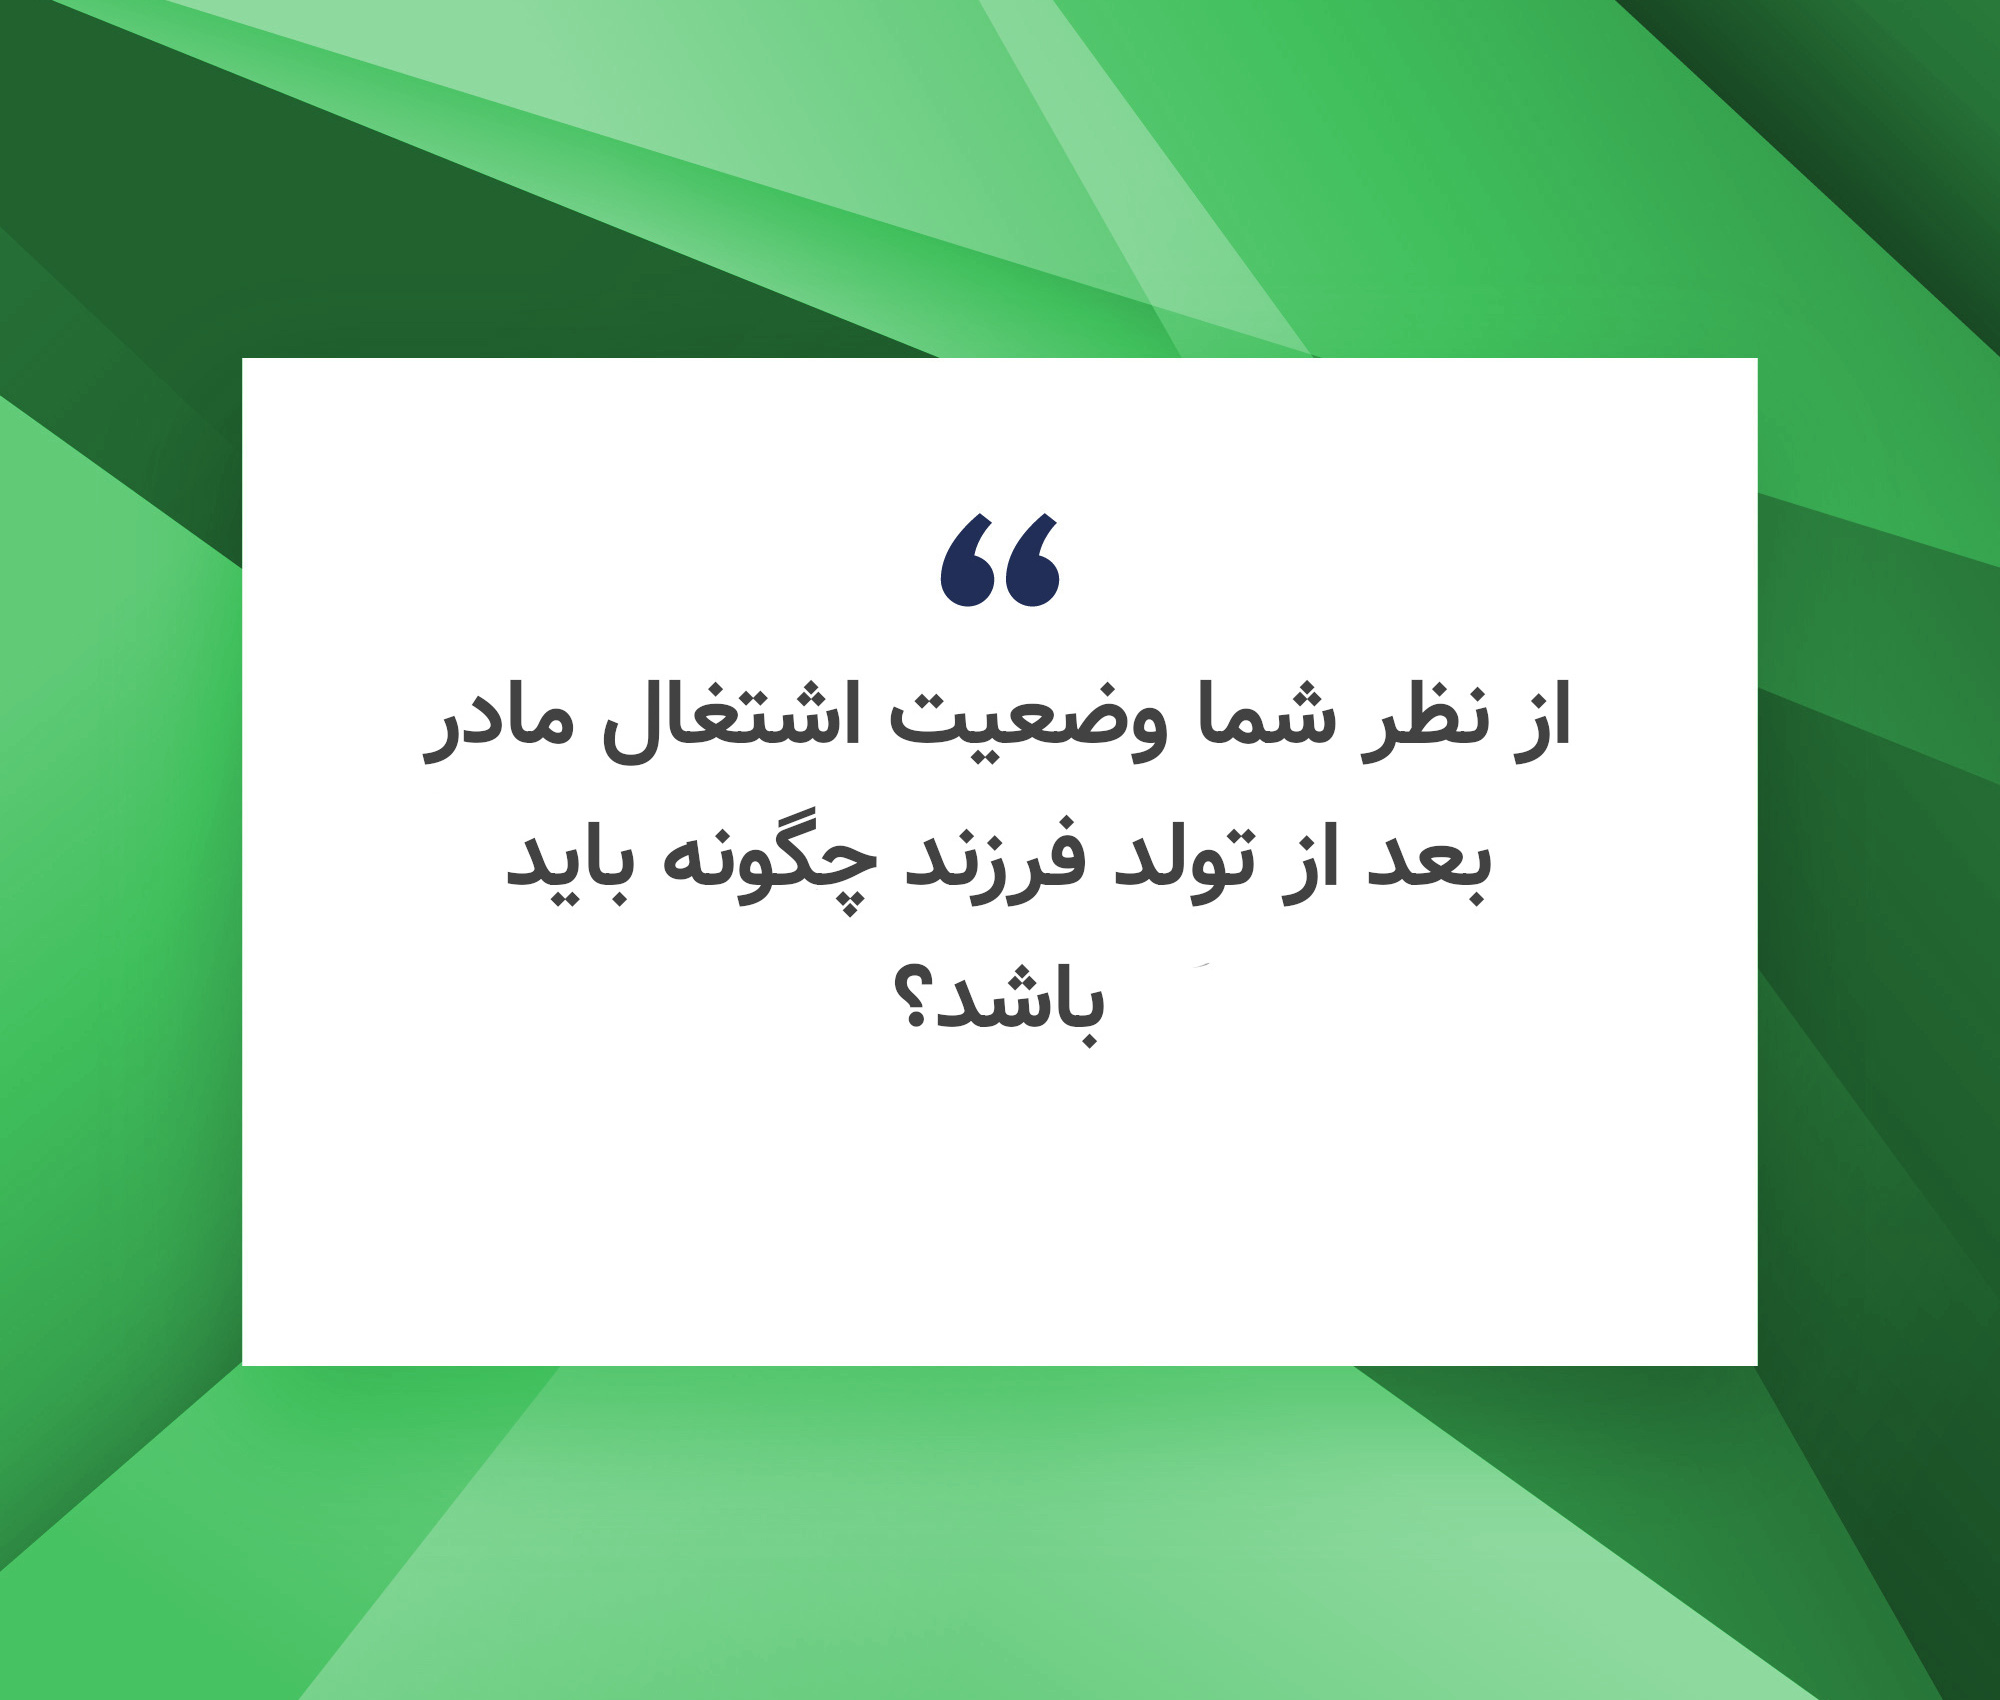 “
از نظر شما وضعیت اشتغال مادر
بعد از تولد فرزند چگونه باید
باشد؟